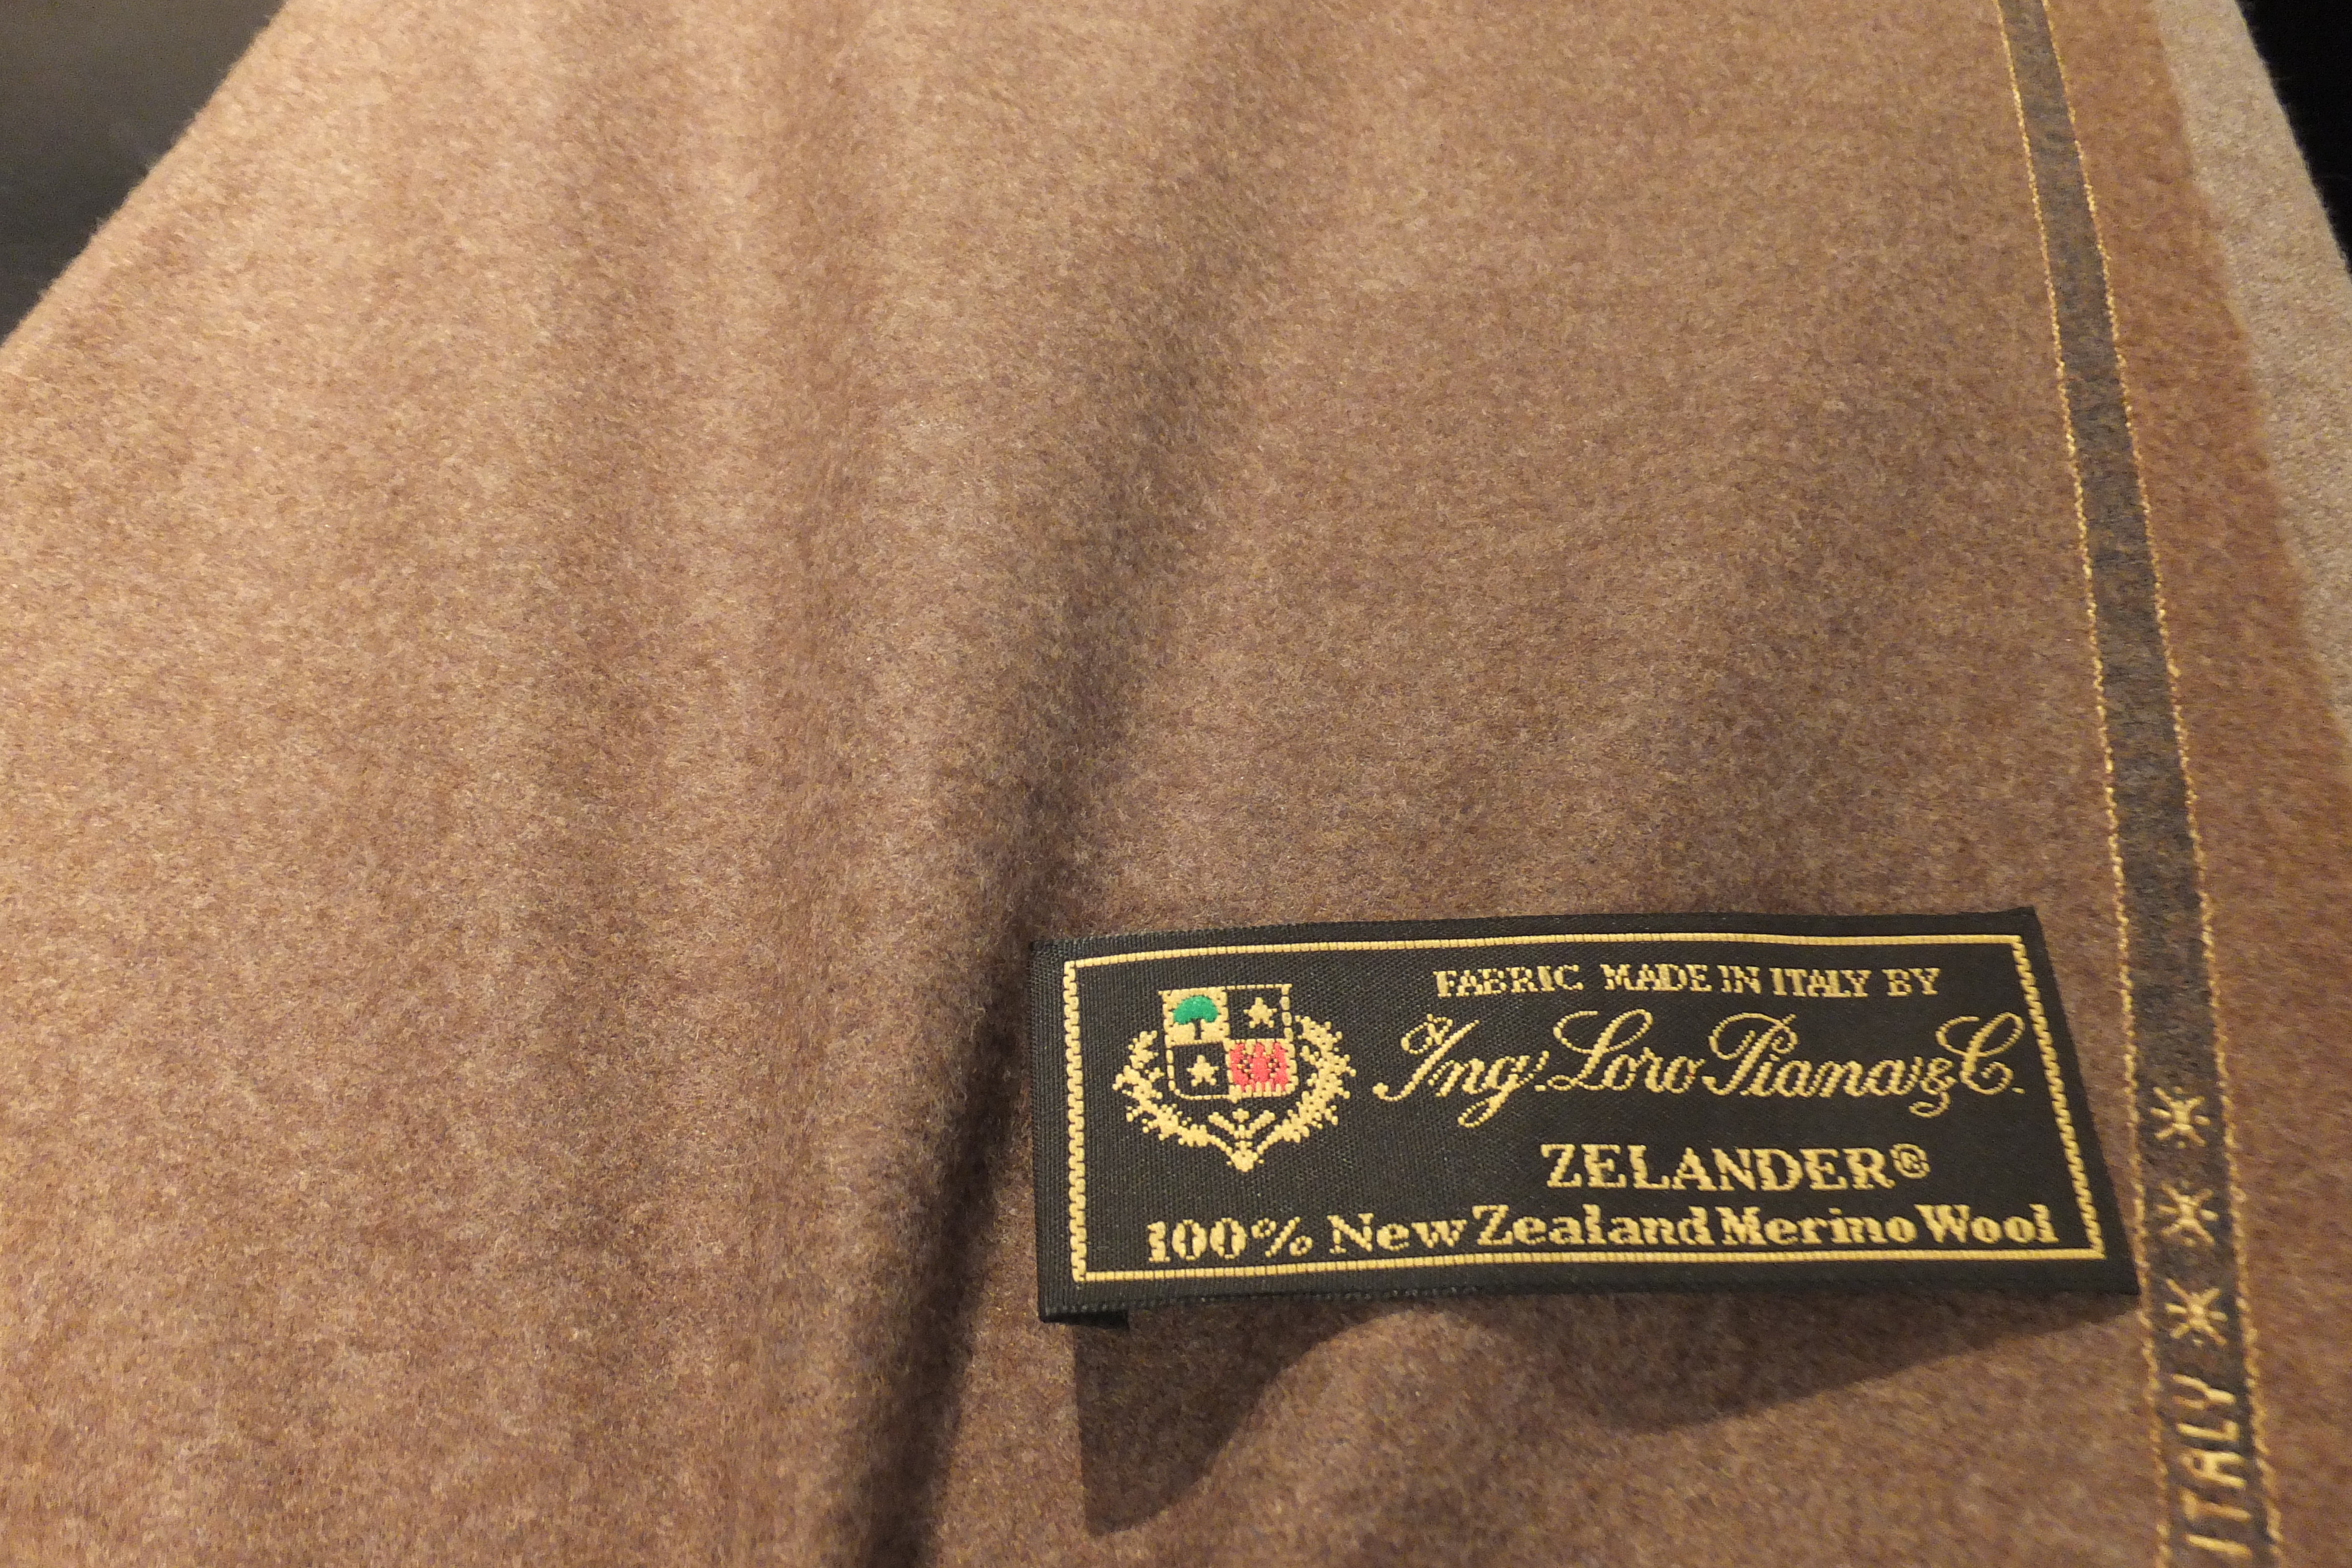 FABRIC MADE IN ITALY BY
Ing. Loro Piana & C.
ZELANDER®
100% New Zealand Merino Wool
ITALY ***